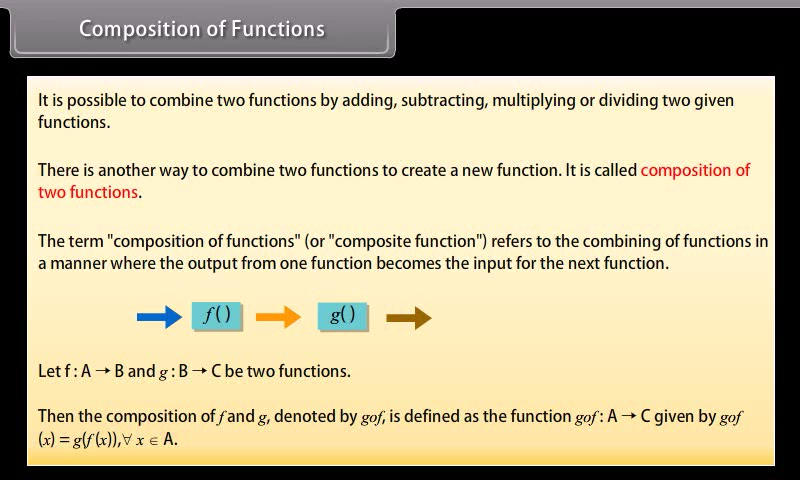 Composition of Functions
It is possible to combine two functions by adding, subtracting, multiplying or dividing two given
functions.
There is another way to combine two functions to create a new function. It is called composition of
two functions.
The term "composition of functions" (or "composite function") refers to the combining of functions in
a manner where the output from one function becomes the input for the next function.
f() g()
Let f : A → B and g : B → C be two functions.
Then the composition of f and g, denoted by gof, is defined as the function gof : A → C given by gof
(x) = g(f (x)), ∀ x ∈ A.